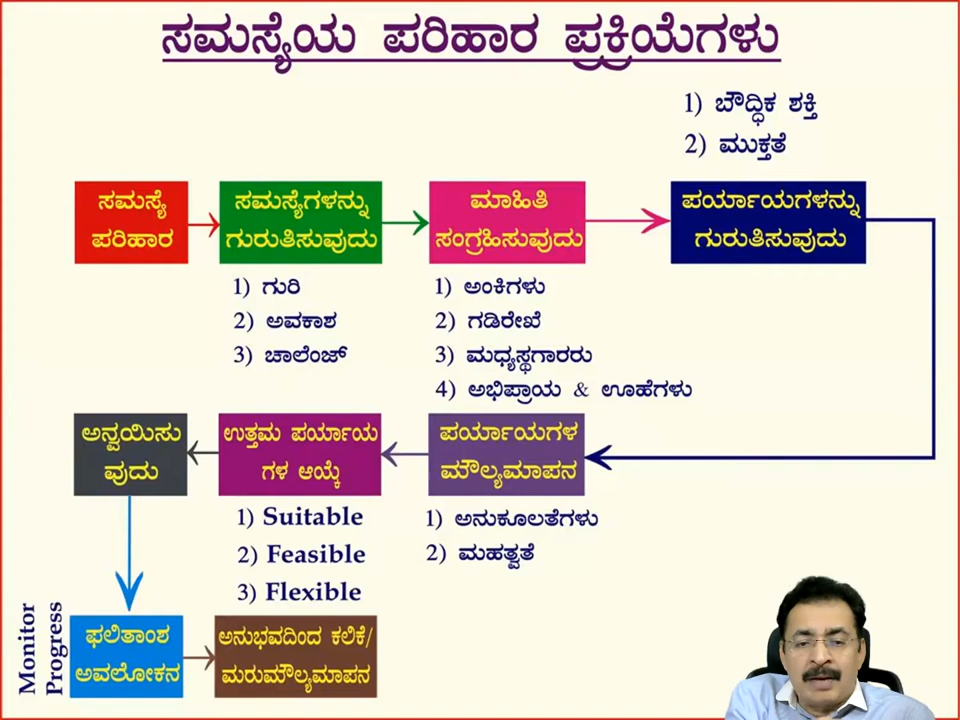 ಸಮಸ್ಯೆಯ ಪರಿಹಾರ ಪ್ರಕ್ರಿಯೆಗಳು
1) ಬೌದ್ಧಿಕ ಶಕ್ತಿ
2) ಮುಕ್ತತೆ
ಸಮಸ್ಯೆ
ಪರಿಹಾರ
ಸಮಸ್ಯೆಗಳನ್ನು
ಗುರುತಿಸುವುದು
1) ಗುರಿ
2) ಅವಕಾಶ
3) ಚಾಲೆಂಜ್
ಮಾಹಿತಿ
ಸಂಗ್ರಹಿಸುವುದು
1) ಅಂಕಿಗಳು
2) ಗಡಿರೇಖೆ
3) ಮಧ್ಯಸ್ಥಗಾರರು
4) ಅಭಿಪ್ರಾಯ & ಊಹೆಗಳು
ಪರ್ಯಾಯಗಳನ್ನು
ಗುರುತಿಸುವುದು
ಪರ್ಯಾಯಗಳ
ಮೌಲ್ಯಮಾಪನ
1) ಅನುಕೂಲತೆಗಳು
2) ಮಹತ್ವತೆ
ಉತ್ತಮ ಪರ್ಯಾಯ
ಗಳ ಆಯ್ಕೆ
1) Suitable
2) Feasible
3) Flexible
ಅನ್ವಯಿಸು
ವುದು
Monitor
Progress
ಫಲಿತಾಂಶ
ಅವಲೋಕನ
ಅನುಭವದಿಂದ ಕಲಿಕೆ/
ಮರುಮೌಲ್ಯಮಾಪನ